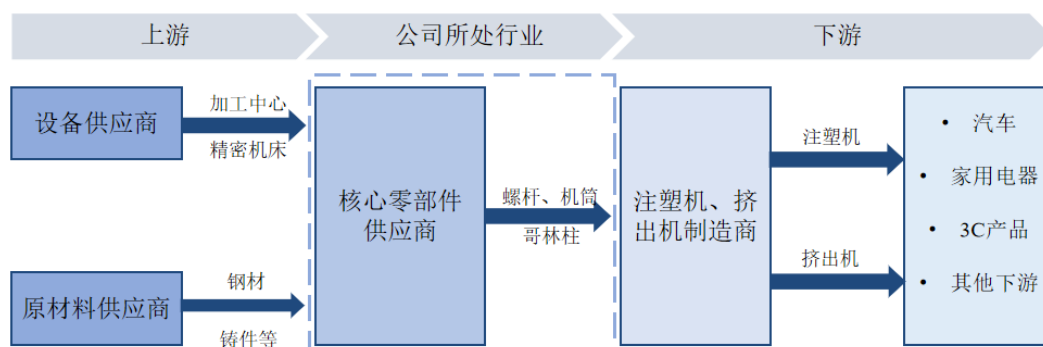 上游
公司所处行业
下游
设备供应商
加工中心
精密机床
原材料供应商
钢材
铸件等
核心零部件
供应商
螺杆、机筒
哥林柱
注塑机、挤
出机制造商
注塑机
挤出机
• 汽车
• 家用电器
• 3C产品
• 其他下游